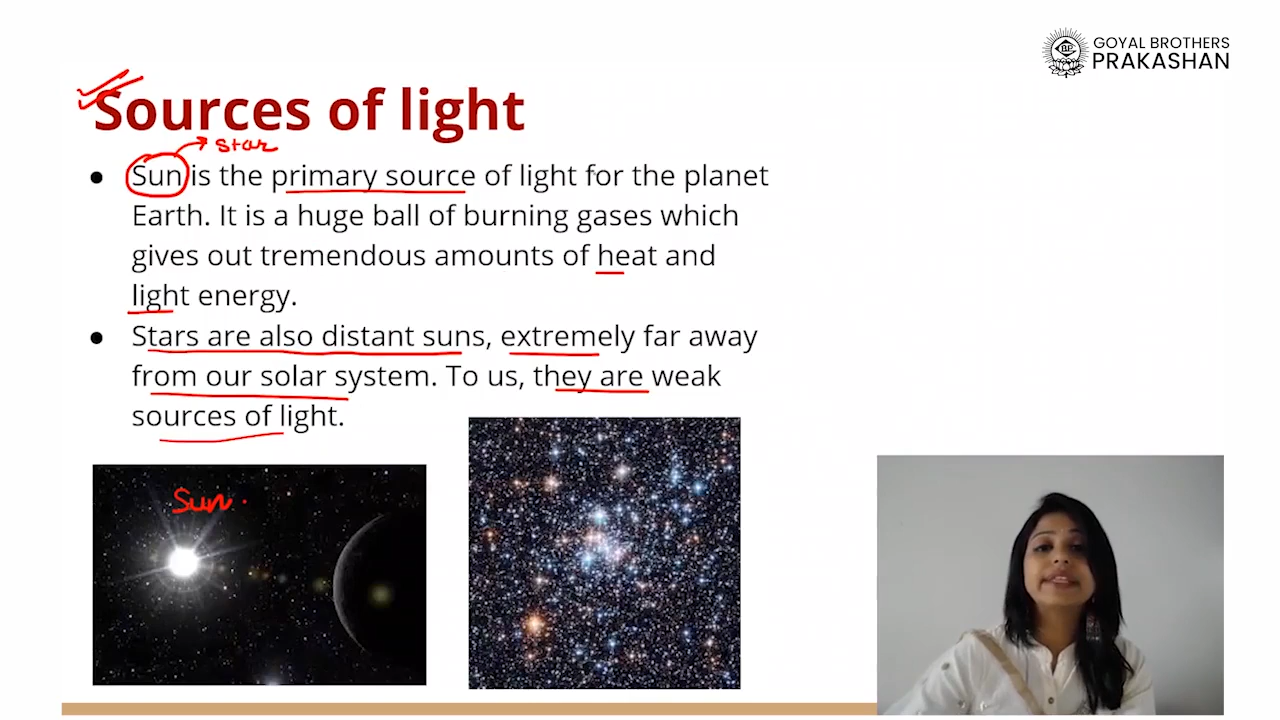 GOYAL BROTHERS
PRAKASHAN
Sources of light
star
• Sun is the primary source of light for the planet
Earth. It is a huge ball of burning gases which
gives out tremendous amounts of heat and
light energy.
• Stars are also distant suns, extremely far away
from our solar system. To us, they are weak
sources of light.
Sun.